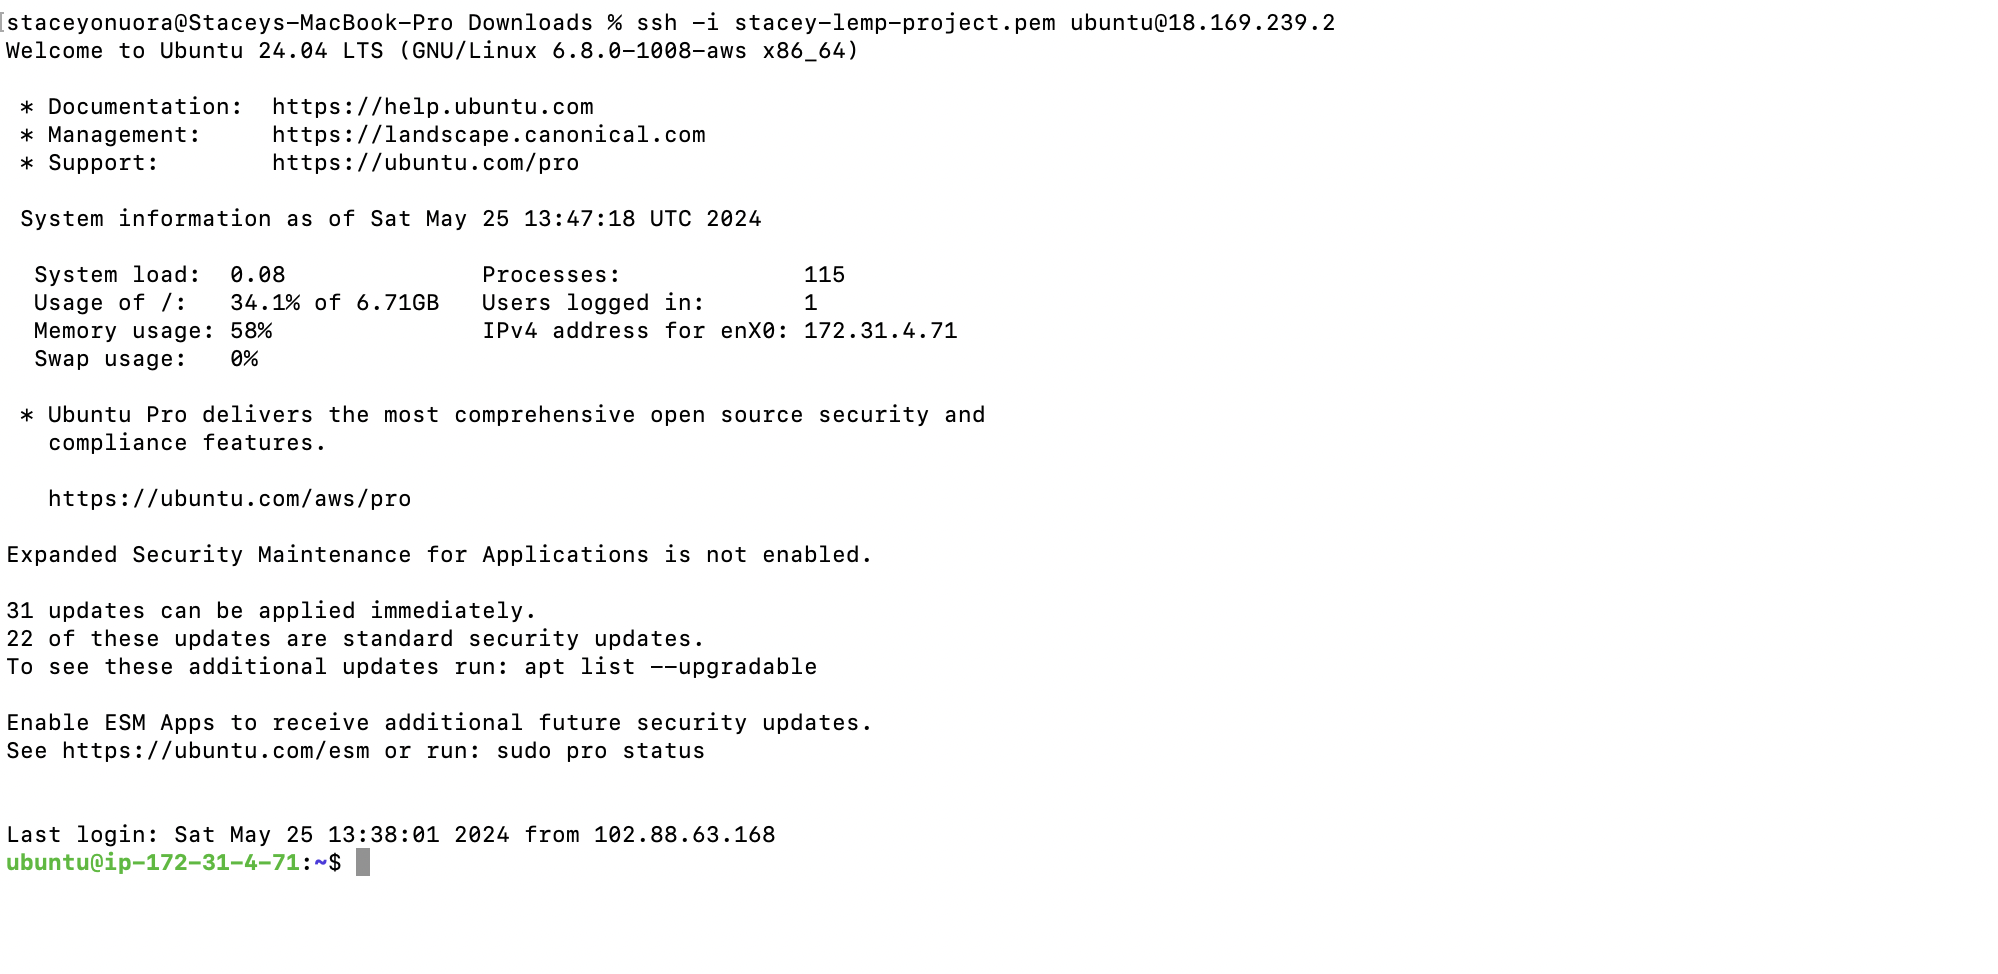 [staceyonuora@Staceys-MacBook-Pro Downloads % ssh -i stacey-lemp-project.pem ubuntu@18.169.239.2
Welcome to Ubuntu 24.04 LTS (GNU/Linux 6.8.0-1008-aws x86_64)
* Documentation:  https://help.ubuntu.com
* Management:     https://landscape.canonical.com
* Support:        https://ubuntu.com/pro
System information as of Sat May 25 13:47:18 UTC 2024
System load:  0.08              Processes:             115
Usage of /:   34.1% of 6.71GB   Users logged in:       1
Memory usage: 58%               IPv4 address for enX0: 172.31.4.71
Swap usage:   0%
* Ubuntu Pro delivers the most comprehensive open source security and
compliance features.
https://ubuntu.com/aws/pro
Expanded Security Maintenance for Applications is not enabled.
31 updates can be applied immediately.
22 of these updates are standard security updates.
To see these additional updates run: apt list --upgradable
Enable ESM Apps to receive additional future security updates.
See https://ubuntu.com/esm or run: sudo pro status
Last login: Sat May 25 13:38:01 2024 from 102.88.63.168
ubuntu@ip-172-31-4-71:~$